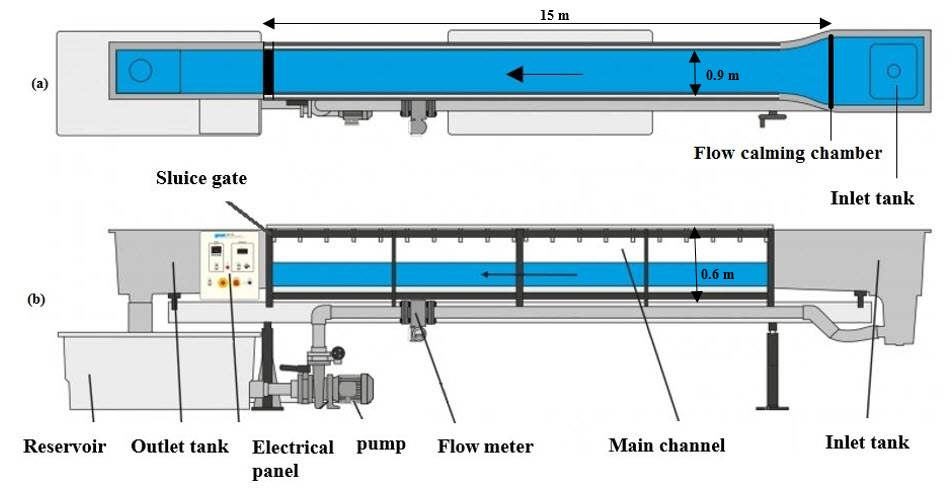 15 m
(a)
0.9 m
Flow calming chamber
Sluice gate
Inlet tank
0.6 m
(b)
Reservoir
Outlet tank
Electrical
panel
pump
Flow meter
Main channel
Inlet tank